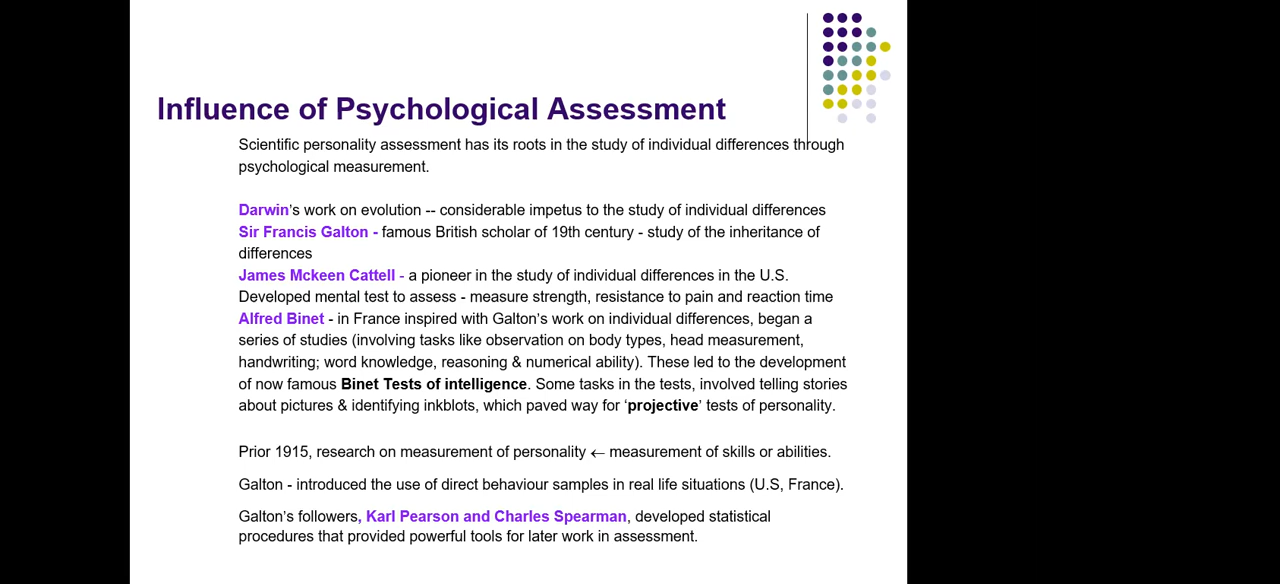 Influence of Psychological Assessment
Scientific personality assessment has its roots in the study of individual differences through
psychological measurement.
Darwin's work on evolution -- considerable impetus to the study of individual differences
Sir Francis Galton - famous British scholar of 19th century - study of the inheritance of
differences
James Mckeen Cattell - a pioneer in the study of individual differences in the U.S.
Developed mental test to assess - measure strength, resistance to pain and reaction time
Alfred Binet - in France inspired with Galton's work on individual differences, began a
series of studies (involving tasks like observation on body types, head measurement,
handwriting; word knowledge, reasoning & numerical ability). These led to the development
of now famous Binet Tests of intelligence. Some tasks in the tests, involved telling stories
about pictures & identifying inkblots, which paved way for ‘projective’ tests of personality.
Prior 1915, research on measurement of personality ← measurement of skills or abilities.
Galton - introduced the use of direct behaviour samples in real life situations (U.S, France).
Galton’s followers, Karl Pearson and Charles Spearman, developed statistical
procedures that provided powerful tools for later work in assessment.